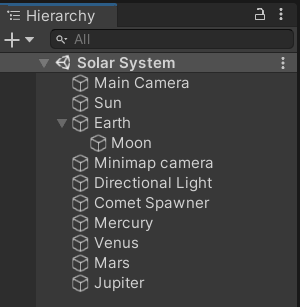 Hierarchy
All
Solar System
Main Camera
Sun
Earth
Moon
Minimap camera
Directional Light
Comet Spawner
Mercury
Venus
Mars
Jupiter